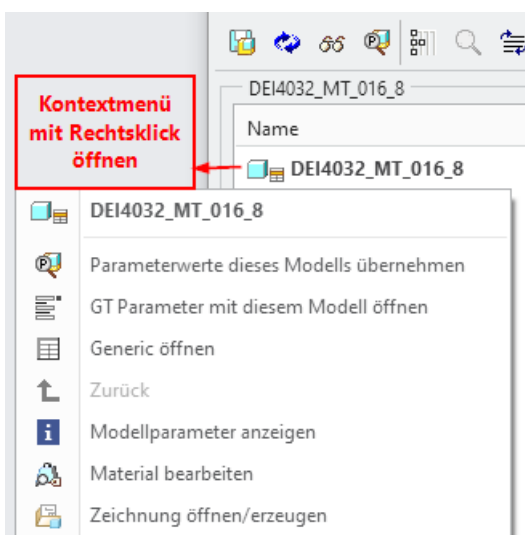 DEI4032_MT_016_8
Name
Kontextmenü
mit Rechtsklick
öffnen
DEI4032_MT_016_8
DEI4032_MT_016_8
Parameterwerte dieses Modells übernehmen
GT Parameter mit diesem Modell öffnen
Generic öffnen
Zurück
Modellparameter anzeigen
Material bearbeiten
Zeichnung öffnen/erzeugen